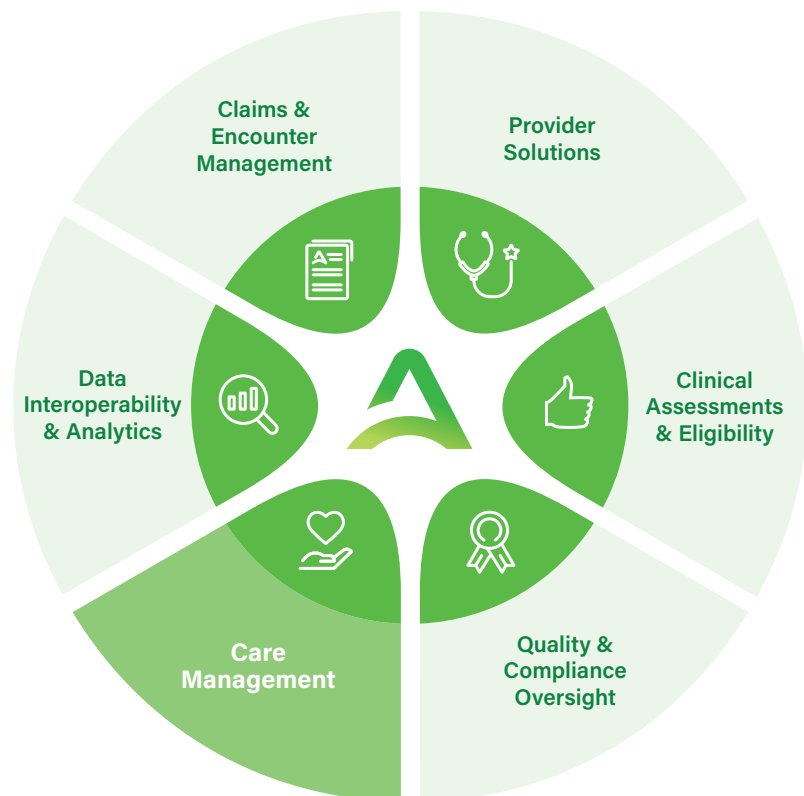 Claims &
Encounter
Management
Provider
Solutions
Clinical
Assessments
& Eligibility
Quality &
Compliance
Oversight
Care
Management
Data
Interoperability
& Analytics